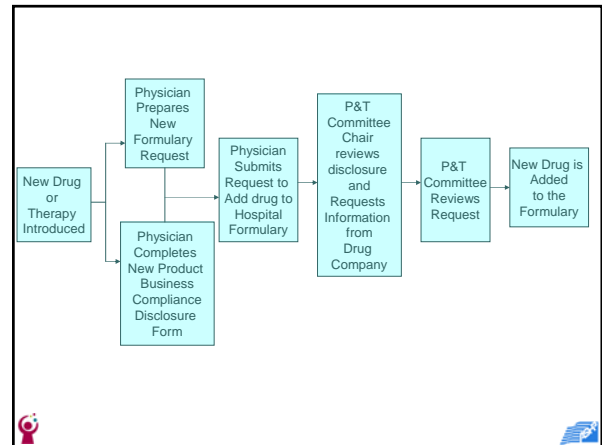 New Drug
or
Therapy
Introduced
Physician
Prepares
New
Formulary
Request
Physician
Completes
New Product
Business
Compliance
Disclosure
Form
Physician
Submits
Request to
Add drug to
Hospital
Formulary
P&T
Committee
Chair
reviews
disclosure
and
Requests
Information
from
Drug
Company
P&T
Committee
Reviews
Request
New Drug is
Added
to the
Formulary